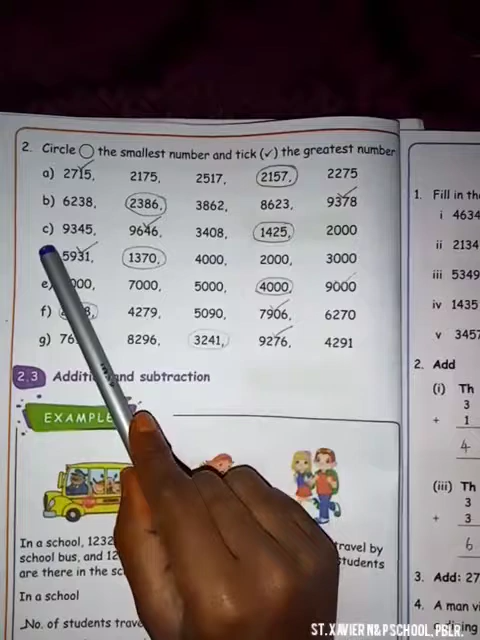 2. Circle the smallest number and tick (✓) the greatest number
a) 2715, 2175, 2517, 2157, 2275
b) 6238, 2386, 3862, 8623, 9378
c) 9345, 9646, 3408, 1425, 2000
5931, 1370, 4000, 2000, 3000
e) 000, 7000, 5000, 4000, 9000
f) 4279, 5090, 7906, 6270
g) 8296, 3241, 9276, 4291
2.3 and subtraction
EXAMPLE
In a school, 1232
school bus, and
travel by
students
are there in the
In a school
No. of students
1. Fill in
i 4634
ii 2134
iii 5349
iv 1435
v 3457
2. Add
(i) Th
3
+ 1
4
(iii) Th
3
+ 3
6
3. Add: 27
4. A man
ST.XAVIER N&P SCHOOL, PBLR.